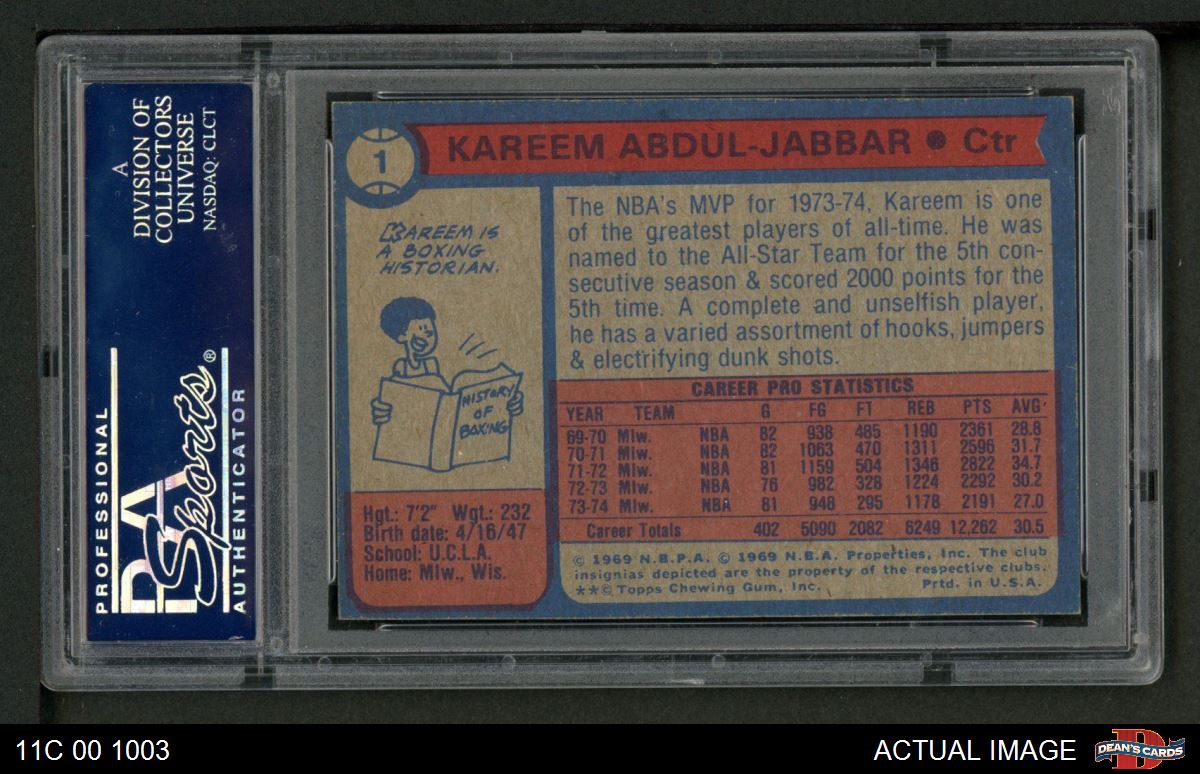 A
DIVISION OF
COLLECTORS
UNIVERSE
NASDAQ: CLCT
PROFESSIONAL
PSA
Sports®
AUTHENTICATOR
1
KAREEM ABDUL-JABBAR ● Ctr
KAREEM IS
A BOXING
HISTORIAN.
HISTORY
OF
BOXING
Hgt.: 7'2" Wgt.: 232
Birth date: 4/16/47
School: U.C.L.A.
Home: Mlw., Wis.
The NBA's MVP for 1973-74, Kareem is one
of the greatest players of all-time. He was
named to the All-Star Team for the 5th con-
secutive season & scored 2000 points for the
5th time. A complete and unselfish player,
he has a varied assortment of hooks, jumpers
& electrifying dunk shots.
CAREER PRO STATISTICS
YEAR TEAM G FG FT REB PTS AVG.
69-70 Mlw. NBA 82 938 485 1190 2361 28.8
70-71 Mlw. NBA 82 1063 470 1311 2596 31.7
71-72 Mlw. NBA 81 1159 504 1346 2822 34.7
72-73 Mlw. NBA 76 982 328 1224 2292 30.2
73-74 Mlw. NBA 81 948 295 1178 2191 27.0
Career Totals 402 5090 2082 6249 12,262 30.5
© 1969 N.B.P.A. © 1969 N.B.A. Properties, Inc. The club
insignias depicted are the property of the respective clubs.
**© Topps Chewing Gum, Inc. Prtd. in U.S.A.
11C 00 1003
ACTUAL IMAGE
DEAN'S CARDS